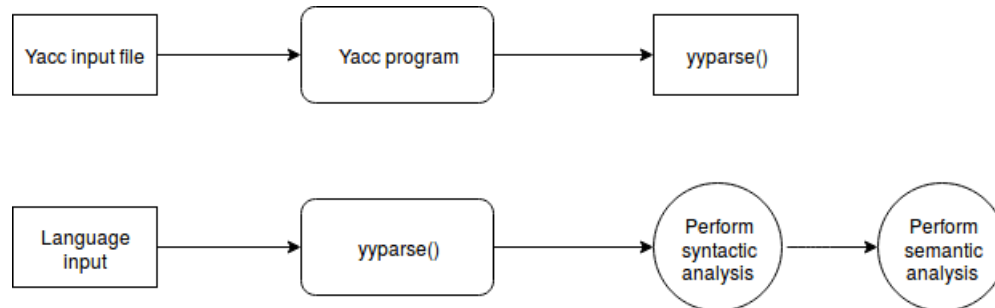 Yacc input file
Yacc program
yyparse()
Language
input
yyparse()
Perform
syntactic
analysis
Perform
semantic
analysis